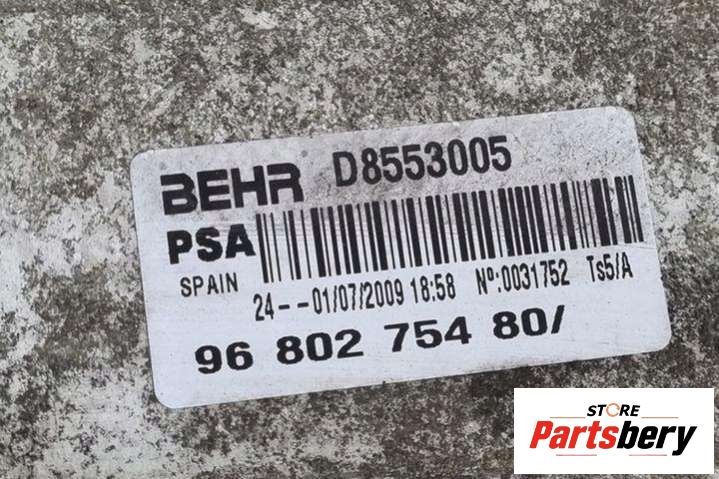 BEHR D8553005
PSA
SPAIN
24--01/07/2009 18:58 Nº:0031752 Ts5/A
96 802 754 80/
STORE
Partsbery